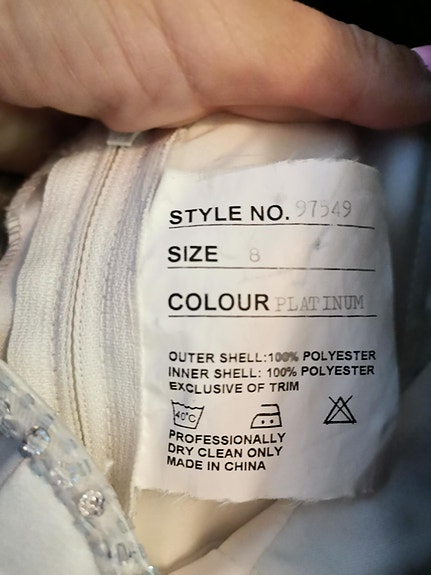 STYLE NO. 97549
SIZE 8
COLOUR PLATINUM
OUTER SHELL:100% POLYESTER
INNER SHELL: 100% POLYESTER
EXCLUSIVE OF TRIM
40°C
PROFESSIONALLY
DRY CLEAN ONLY
MADE IN CHINA